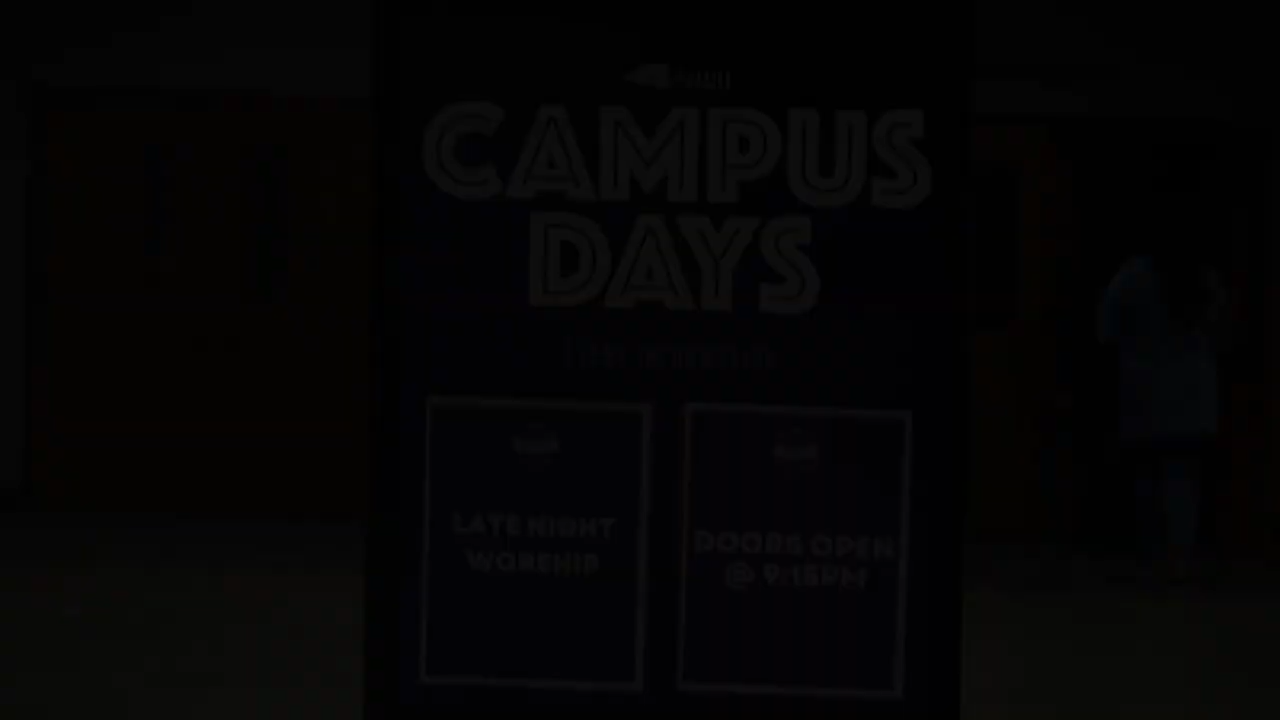 CAMPUS
DAYS
LATE NIGHT
WORSHIP
DOORS OPEN
@ 9:15PM